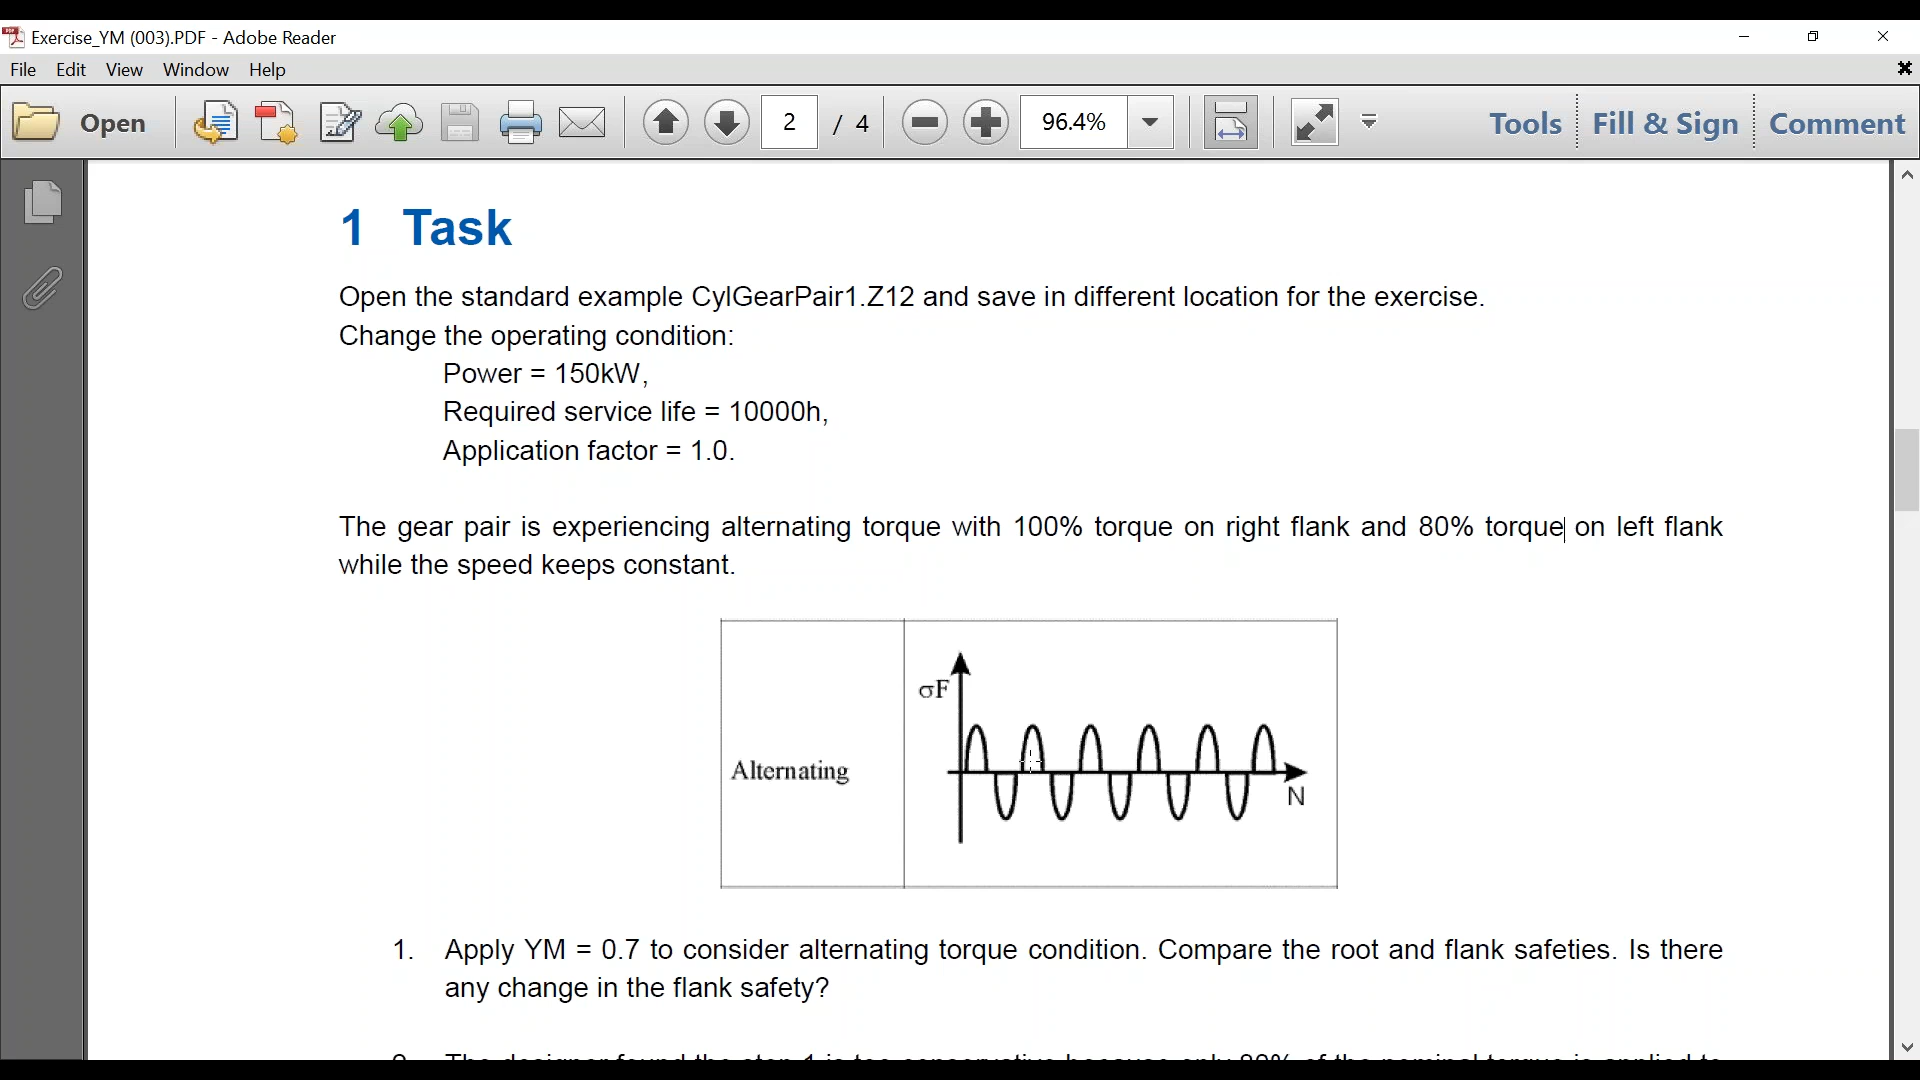 Exercise_YM (003).PDF - Adobe Reader
File Edit View Window Help
Open 2 / 4 96.4% Tools Fill & Sign Comment
1 Task
Open the standard example CylGearPair1.Z12 and save in different location for the exercise.
Change the operating condition:
Power = 150kW,
Required service life = 10000h,
Application factor = 1.0.
The gear pair is experiencing alternating torque with 100% torque on right flank and 80% torque on left flank
while the speed keeps constant.
σF
Alternating
N
1. Apply YM = 0.7 to consider alternating torque condition. Compare the root and flank safeties. Is there
any change in the flank safety?